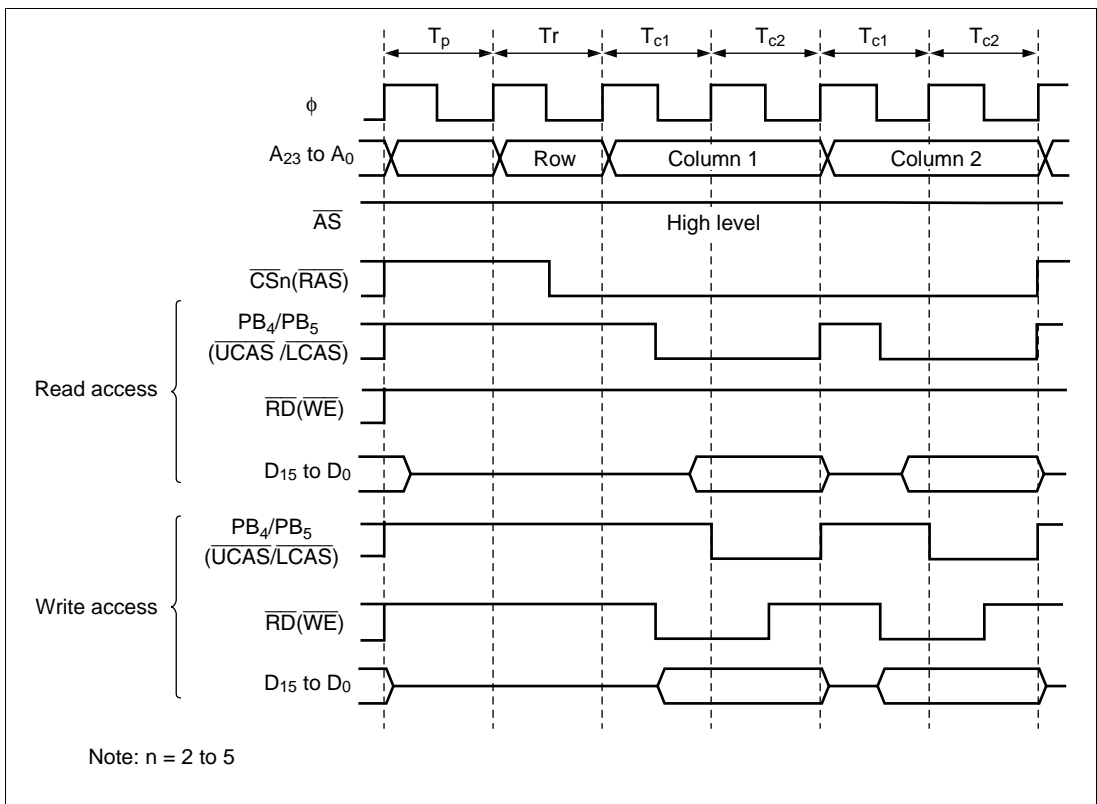 Tp Tr Tc1 Tc2 Tc1 Tc2
φ
A23 to A0 Row Column 1 Column 2
AS High level
CSn(RAS)
Read access
PB4/PB5
(UCAS /LCAS)
RD(WE)
D15 to D0
Write access
PB4/PB5
(UCAS/LCAS)
RD(WE)
D15 to D0
Note: n = 2 to 5